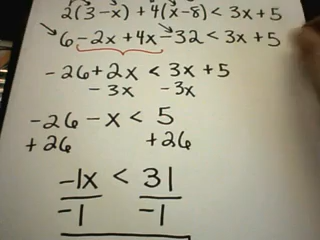 2(3-x) + 4(x-8) < 3x + 5
6 - 2x + 4x - 32 < 3x + 5
-26 + 2x < 3x + 5
-3x -3x
-26 - x < 5
+26 +26
-1x < 31
-1 -1